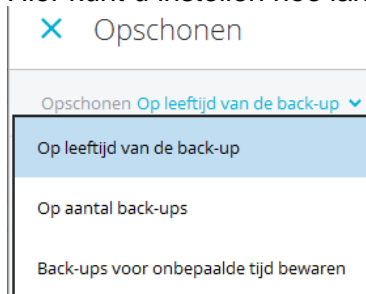 Opschonen
Opschonen Op leeftijd van de back-up
Op leeftijd van de back-up
Op aantal back-ups
Back-ups voor onbepaalde tijd bewaren